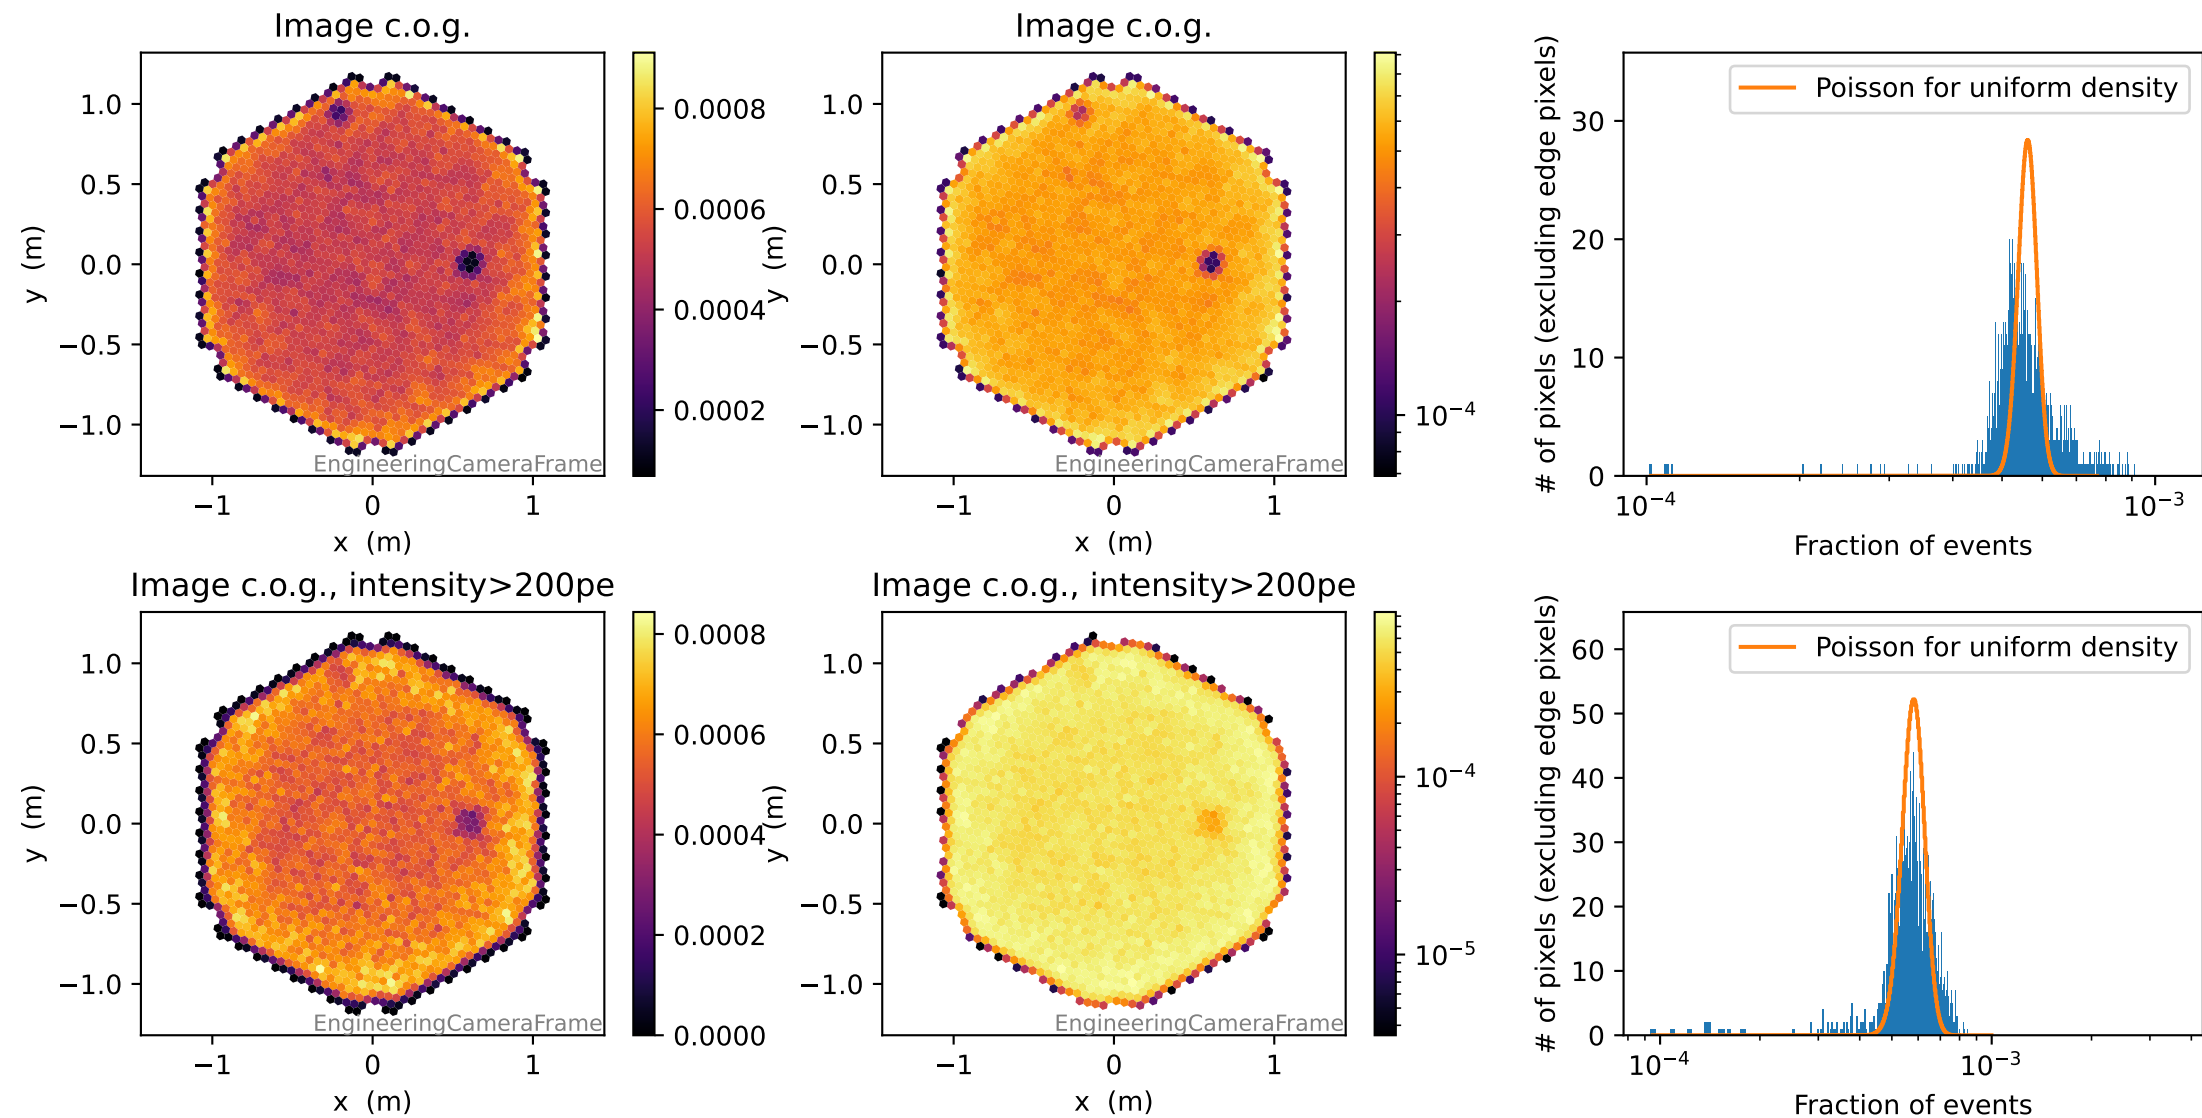 Image c.o.g.
1.0
0.5
0.0
−0.5
−1.0
y (m)
−1
0
1
x (m)
EngineeringCameraFrame
0.0008
0.0006
0.0004
0.0002
Image c.o.g.
1.0
0.5
0.0
−0.5
−1.0
y (m)
−1
0
1
x (m)
EngineeringCameraFrame
10⁻⁴
# of pixels (excluding edge pixels)
30
20
10
0
Poisson for uniform density
10⁻⁴
10⁻³
Fraction of events
Image c.o.g., intensity>200pe
1.0
0.5
0.0
−0.5
−1.0
y (m)
−1
0
1
x (m)
EngineeringCameraFrame
0.0008
0.0006
0.0004
0.0002
0.0000
Image c.o.g., intensity>200pe
1.0
0.5
0.0
−0.5
−1.0
y (m)
−1
0
1
x (m)
EngineeringCameraFrame
10⁻⁴
10⁻⁵
# of pixels (excluding edge pixels)
60
50
40
30
20
10
0
Poisson for uniform density
10⁻⁴
10⁻³
Fraction of events